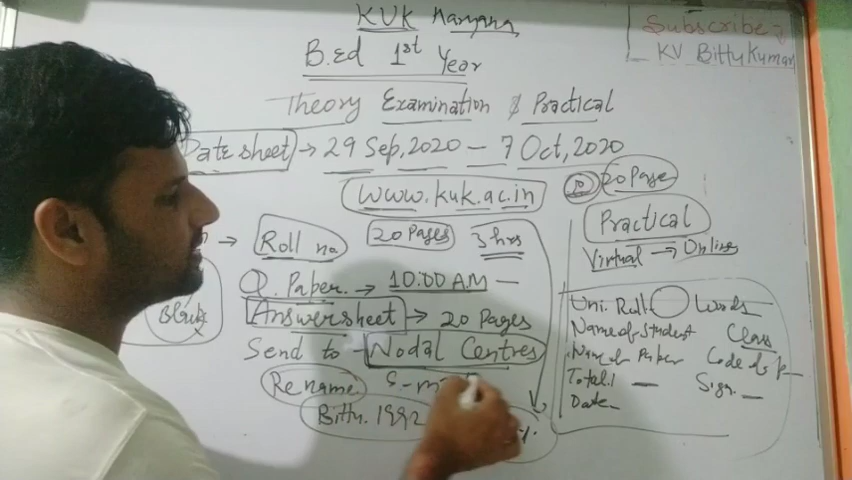 KUK Haryana
Subscribe
KV Bittu Kumar
B.ed 1st Year
Theory Examination & Practical
Date sheet → 29 Sep, 2020 – 7 Oct, 2020
www.kuk.ac.in
20 Page
→ Roll no. 20 Pages 3 hrs
Practical
Virtual → Online
Q. Paper. → 10:00 AM –
Blue
Answersheet → 20 Pages
Send to – Nodal Centres
Rename
Bittu. 1992
Uni. Roll Words
Name of Student Class
Name of Paper Code of P
Total. Sign.
Date